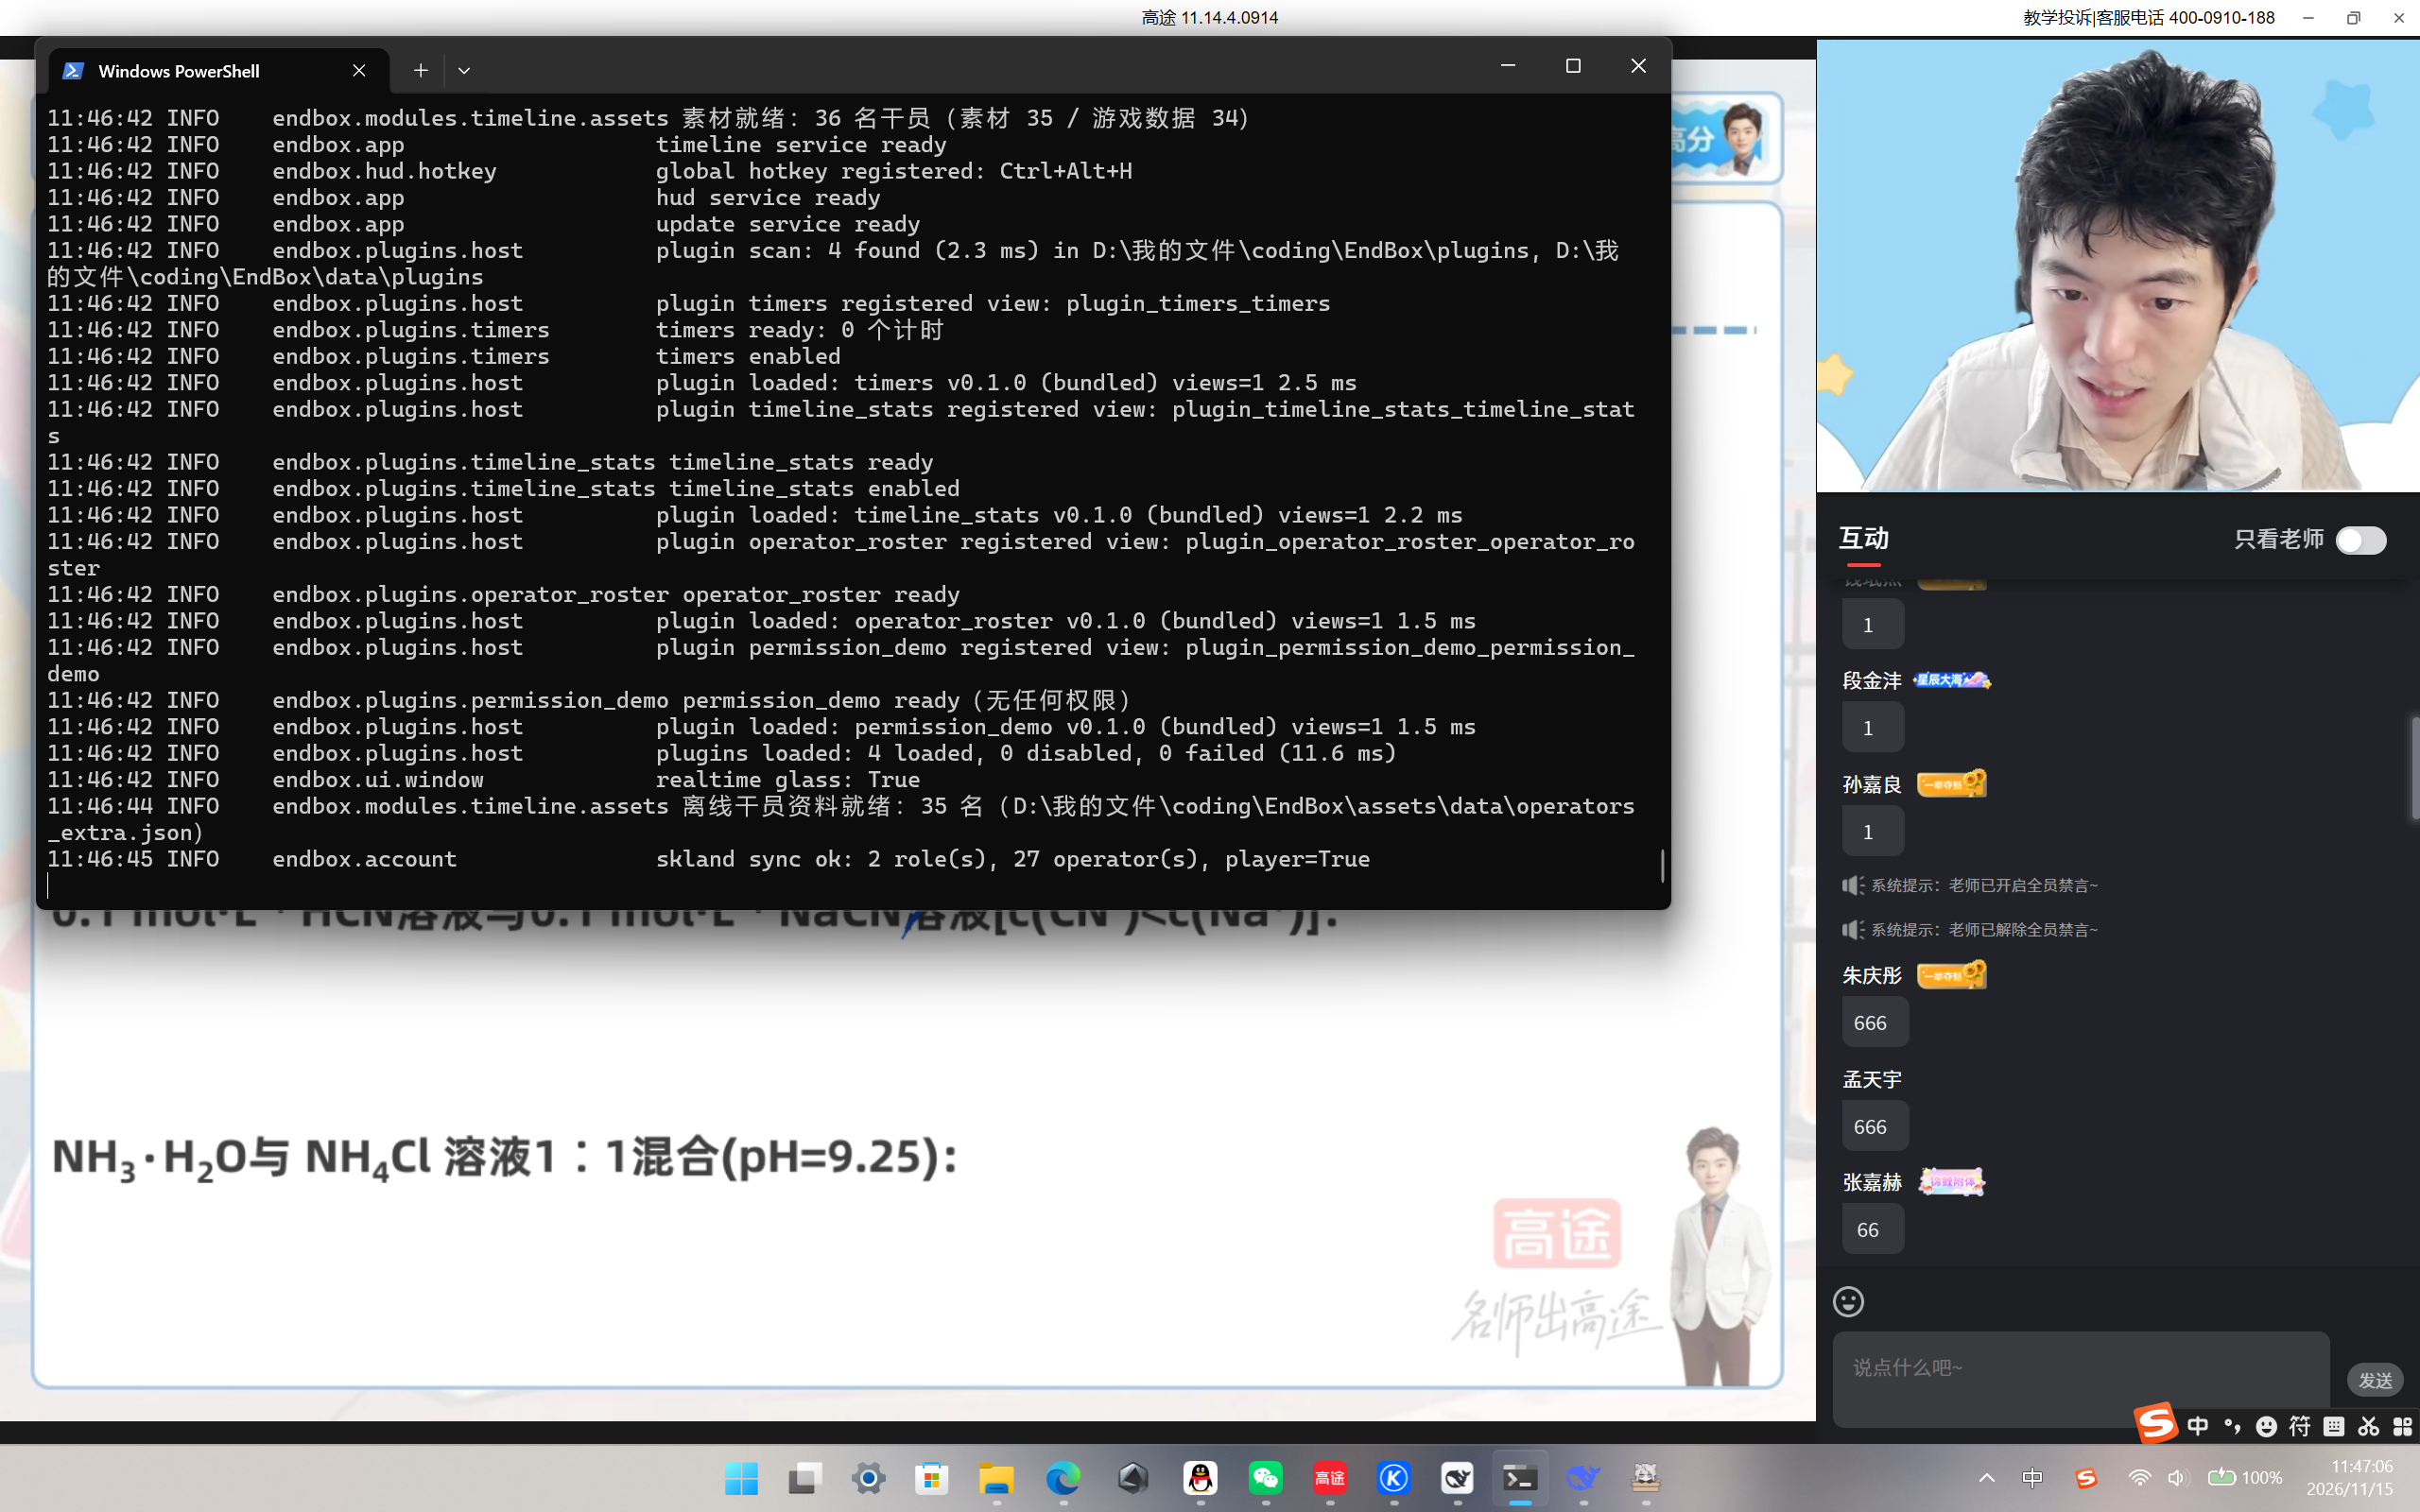 高途 11.14.4.0914
教学投诉|客服电话 400-0910-188
Windows PowerShell
11:46:42 INFO endbox.modules.timeline.assets 素材就绪: 36 名干员 (素材 35 / 游戏数据 34)
11:46:42 INFO endbox.app timeline service ready
11:46:42 INFO endbox.hud.hotkey global hotkey registered: Ctrl+Alt+H
11:46:42 INFO endbox.app hud service ready
11:46:42 INFO endbox.app update service ready
11:46:42 INFO endbox.plugins.host plugin scan: 4 found (2.3 ms) in D:\我的文件\coding\EndBox\plugins, D:\我
的文件\coding\EndBox\data\plugins
11:46:42 INFO endbox.plugins.host plugin timers registered view: plugin_timers_timers
11:46:42 INFO endbox.plugins.timers timers ready: 0 个计时
11:46:42 INFO endbox.plugins.timers timers enabled
11:46:42 INFO endbox.plugins.host plugin loaded: timers v0.1.0 (bundled) views=1 2.5 ms
11:46:42 INFO endbox.plugins.host plugin timeline_stats registered view: plugin_timeline_stats_timeline_stat
s
11:46:42 INFO endbox.plugins.timeline_stats timeline_stats ready
11:46:42 INFO endbox.plugins.timeline_stats timeline_stats enabled
11:46:42 INFO endbox.plugins.host plugin loaded: timeline_stats v0.1.0 (bundled) views=1 2.2 ms
11:46:42 INFO endbox.plugins.host plugin operator_roster registered view: plugin_operator_roster_operator_ro
ster
11:46:42 INFO endbox.plugins.operator_roster operator_roster ready
11:46:42 INFO endbox.plugins.host plugin loaded: operator_roster v0.1.0 (bundled) views=1 1.5 ms
11:46:42 INFO endbox.plugins.host plugin permission_demo registered view: plugin_permission_demo_permission_
demo
11:46:42 INFO endbox.plugins.permission_demo permission_demo ready (无任何权限)
11:46:42 INFO endbox.plugins.host plugin loaded: permission_demo v0.1.0 (bundled) views=1 1.5 ms
11:46:42 INFO endbox.plugins.host plugins loaded: 4 loaded, 0 disabled, 0 failed (11.6 ms)
11:46:42 INFO endbox.ui.window realtime glass: True
11:46:44 INFO endbox.modules.timeline.assets 离线干员资料就绪: 35 名 (D:\我的文件\coding\EndBox\assets\data\operators
_extra.json)
11:46:45 INFO endbox.account skland sync ok: 2 role(s), 27 operator(s), player=True
高分
NH₃·H₂O与 NH₄Cl 溶液1∶1混合(pH=9.25):
高途
名师出高途
互动
只看老师
1
段金沣 星辰大海
1
孙嘉良 一举夺魁
1
系统提示: 老师已开启全员禁言~
系统提示: 老师已解除全员禁言~
朱庆彤 一举夺魁
666
孟天宇
666
张嘉赫 锦鲤附体
66
说点什么吧~
发送
中
符
高途
中
100%
11:47:06
2026/11/15